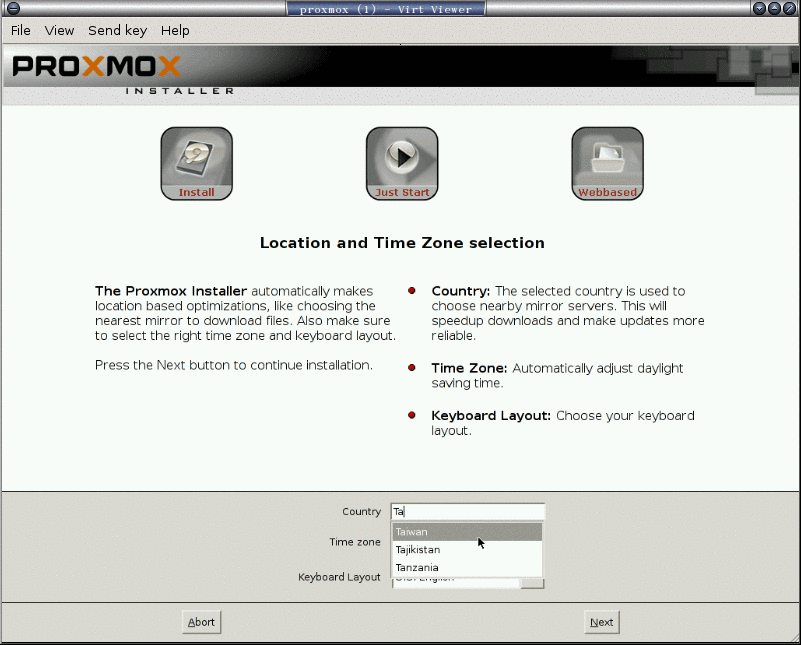 proxmox (1) - Virt Viewer
File View Send key Help
PROXMOX
INSTALLER
Install
Just Start
Webbased
Location and Time Zone selection
The Proxmox Installer automatically makes
location based optimizations, like choosing the
nearest mirror to download files. Also make sure
to select the right time zone and keyboard layout.
Press the Next button to continue installation.
Country: The selected country is used to
choose nearby mirror servers. This will
speedup downloads and make updates more
reliable.
Time Zone: Automatically adjust daylight
saving time.
Keyboard Layout: Choose your keyboard
layout.
Country
Ta
Taiwan
Tajikistan
Tanzania
Time zone
Keyboard Layout
English
Abort
Next